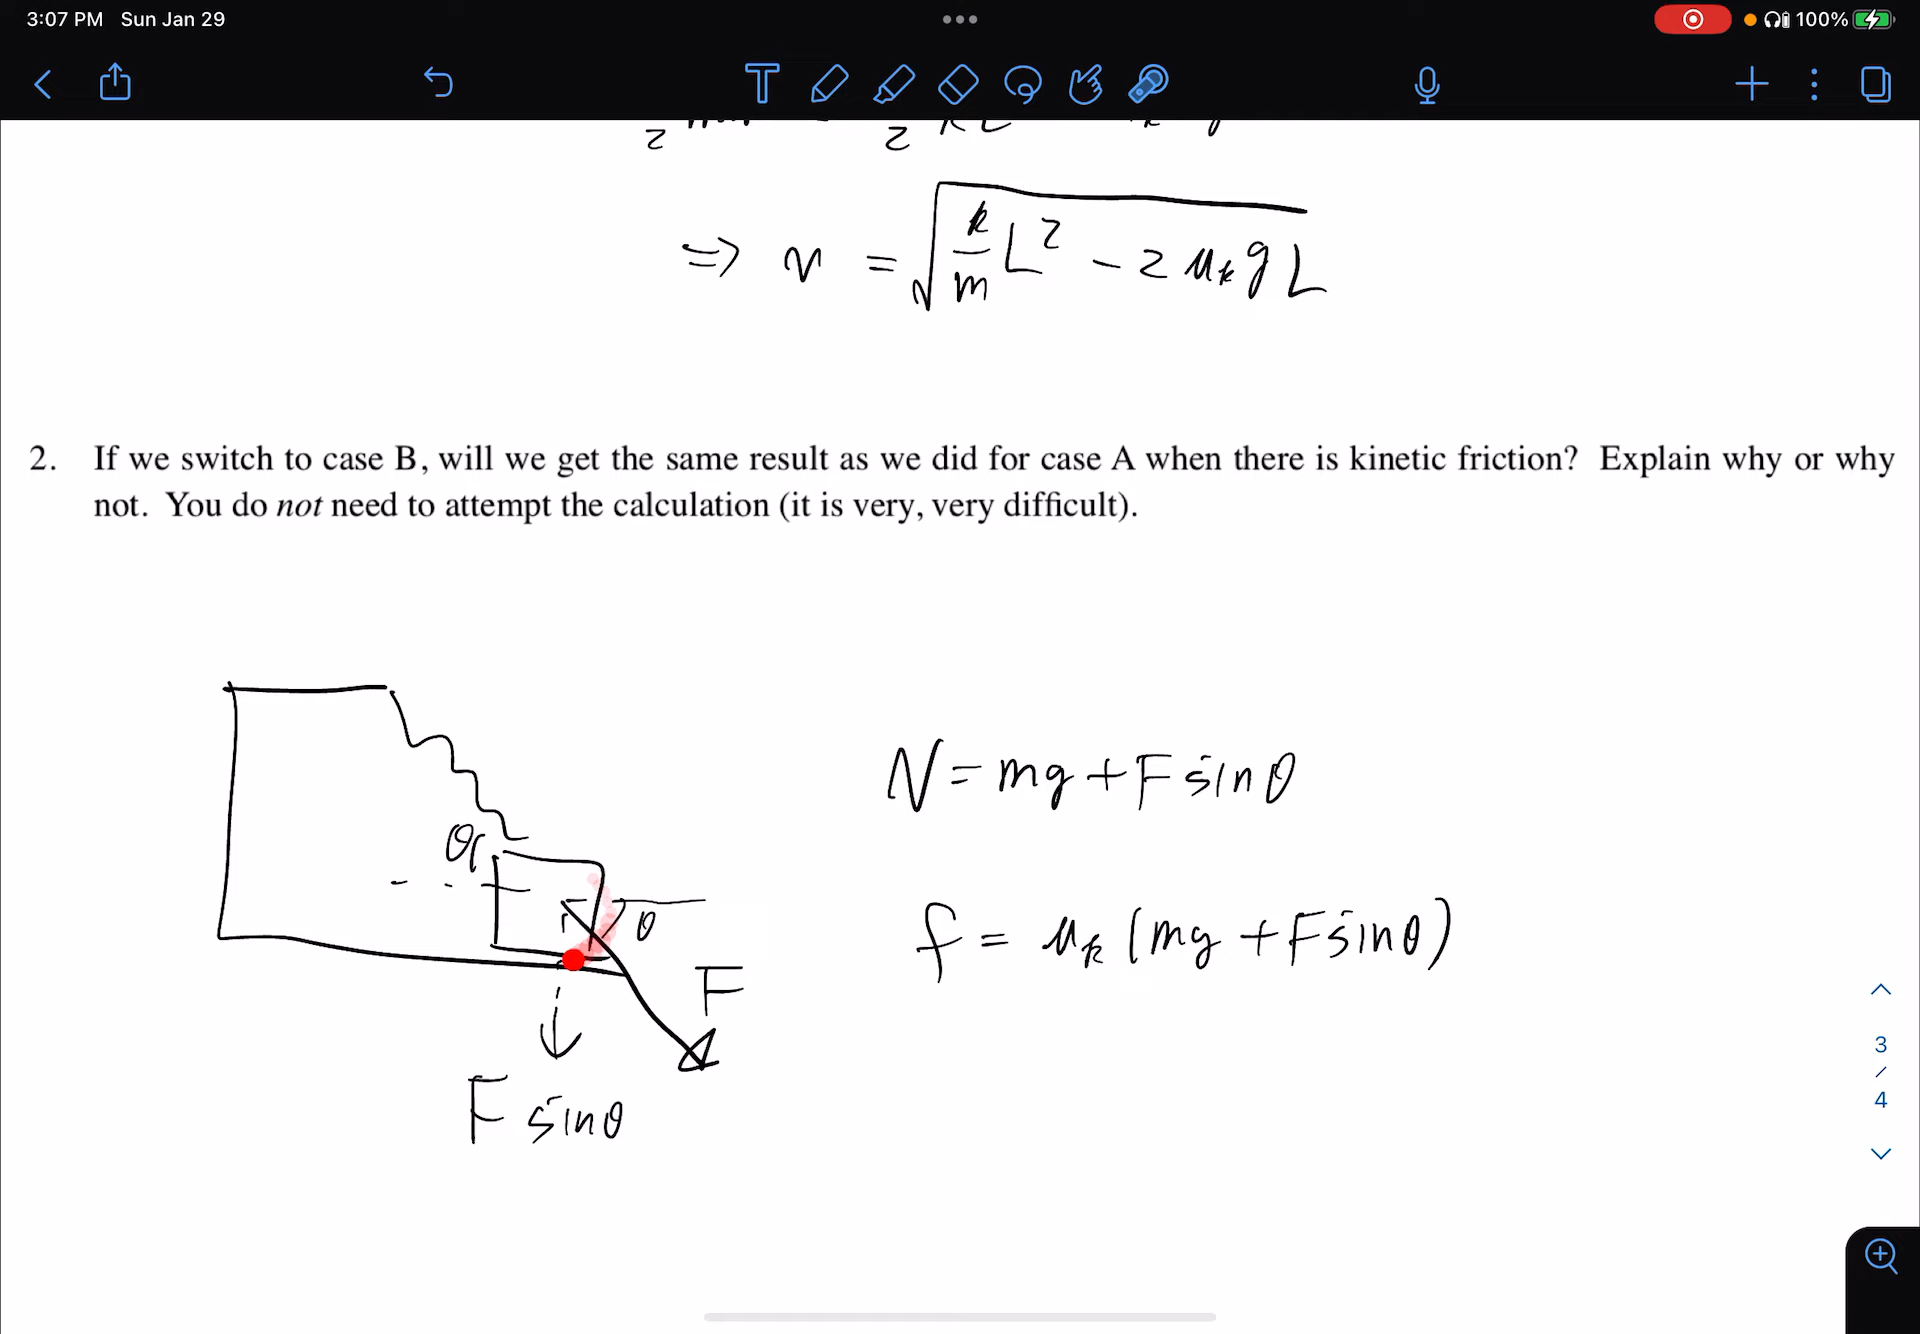 3:07 PM Sun Jan 29
100%
2 2
⇒ v = √(k/m L² − 2 μₖ g L)
2. If we switch to case B, will we get the same result as we did for case A when there is kinetic friction? Explain why or why
not. You do not need to attempt the calculation (it is very, very difficult).
N = mg + F sinθ
θ
θ
f = μₖ (mg + F sinθ)
F
F sinθ
3
/
4